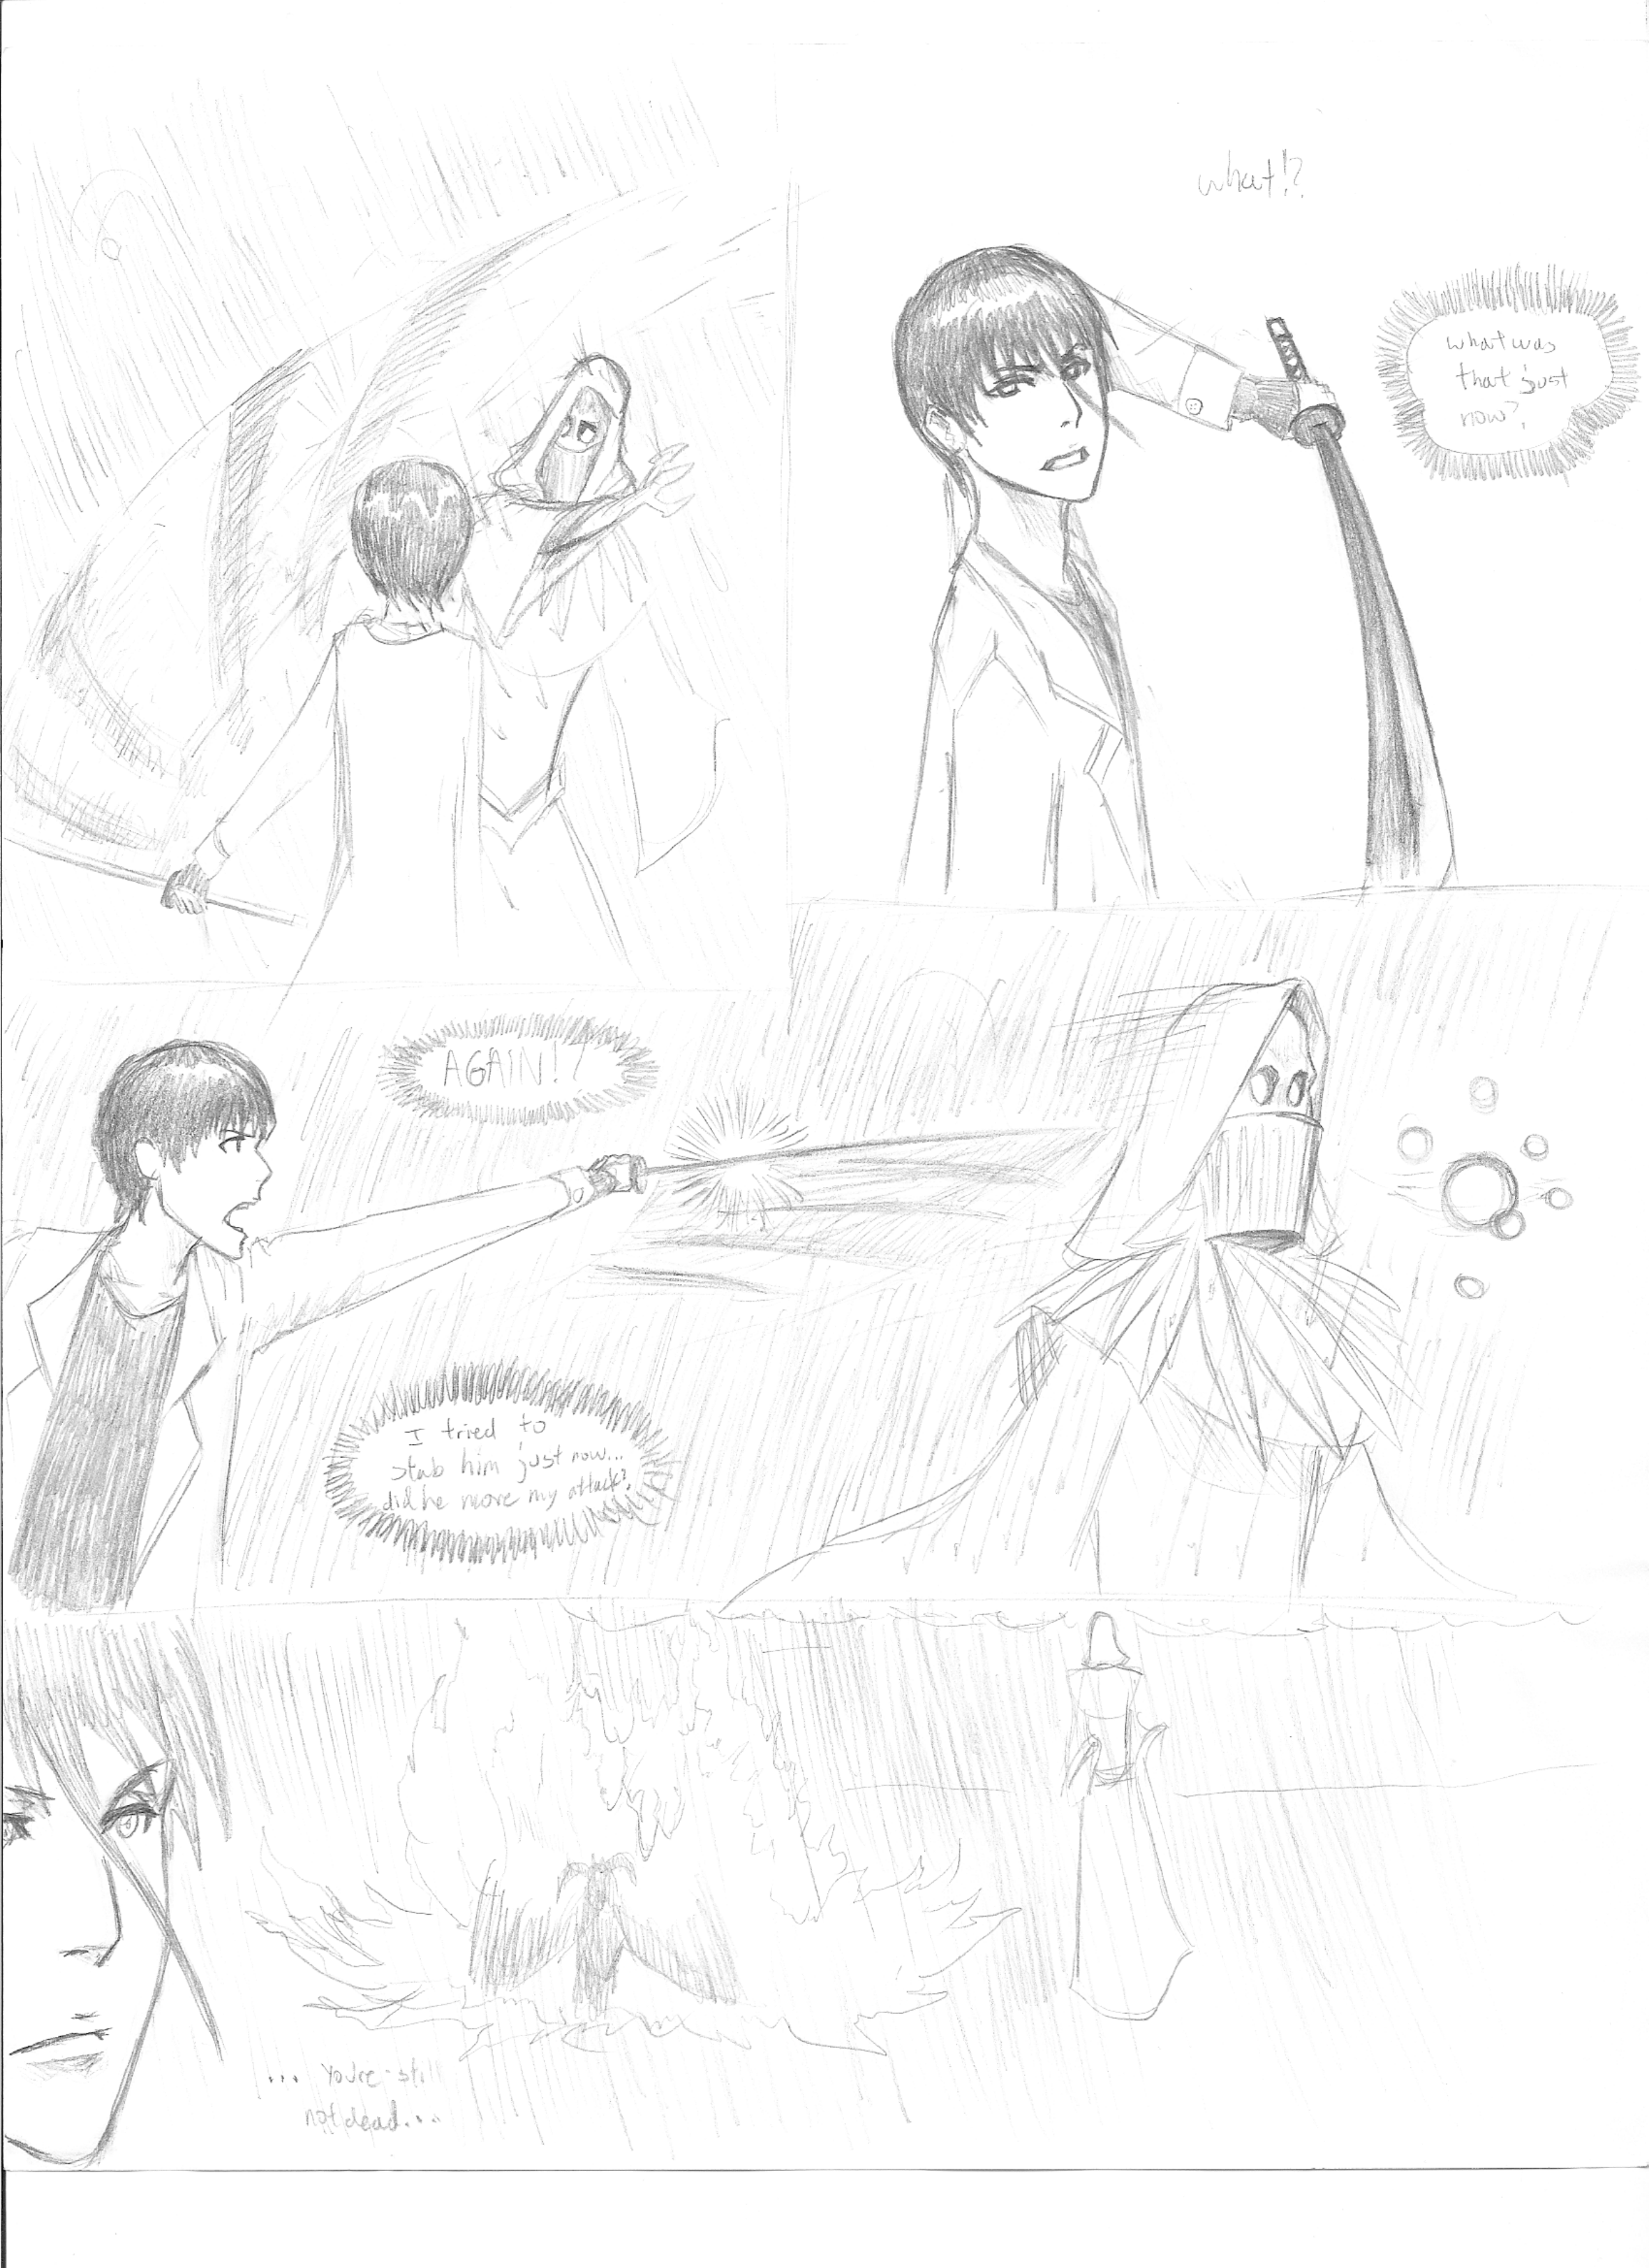 what!?
what was
that just
now?
AGAIN!?
I tried to
stab him just now...
did he move my attack?
... you're still
not dead...